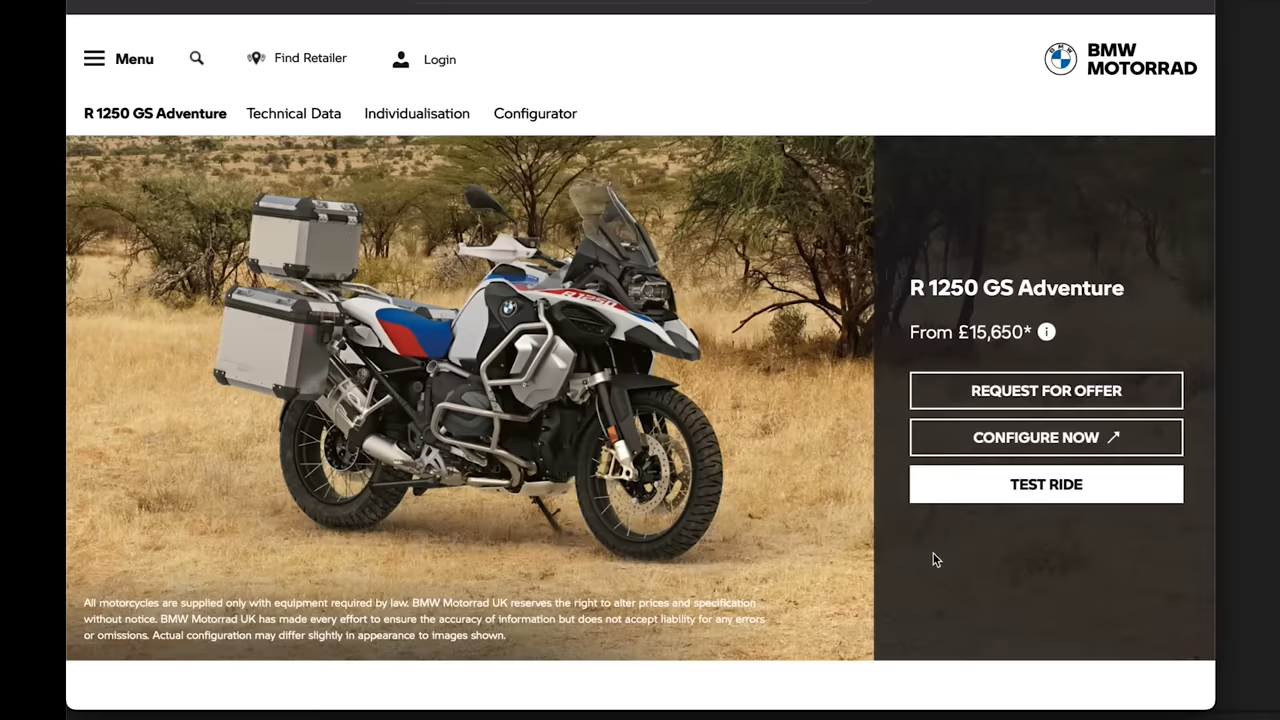 Menu
Find Retailer
Login
BMW
MOTORRAD
R 1250 GS Adventure
Technical Data
Individualisation
Configurator
R 1250
R 1250 GS Adventure
From £15,650*
REQUEST FOR OFFER
CONFIGURE NOW
TEST RIDE
All motorcycles are supplied only with equipment required by law. BMW Motorrad UK reserves the right to alter prices and specification
without notice. BMW Motorrad UK has made every effort to ensure the accuracy of information but does not accept liability for any errors
or omissions. Actual configuration may differ slightly in appearance to images shown.